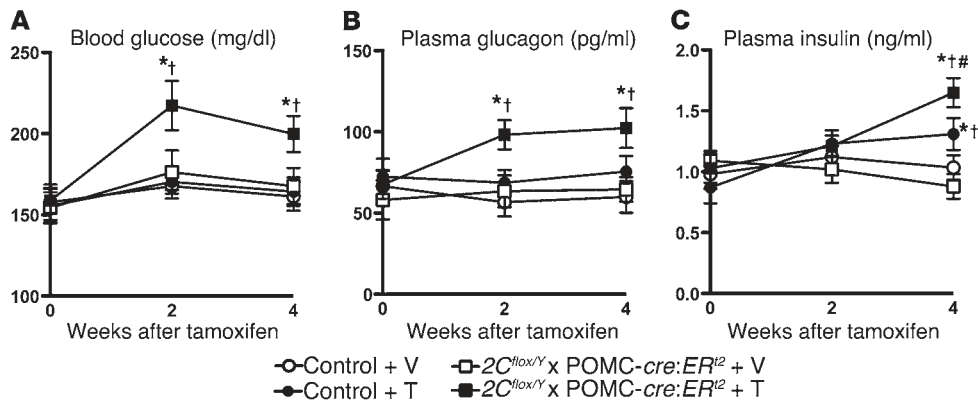 A
Blood glucose (mg/dl)
250
200
150
100
*†
*†
0 2 4
Weeks after tamoxifen
B
Plasma glucagon (pg/ml)
150
100
50
0
*†
*†
0 2 4
Weeks after tamoxifen
C
Plasma insulin (ng/ml)
2.0
1.5
1.0
0.5
0.0
*†#
*†
0 2 4
Weeks after tamoxifen
Control + V
Control + T
2C^flox/Y x POMC-cre:ER^t2 + V
2C^flox/Y x POMC-cre:ER^t2 + T